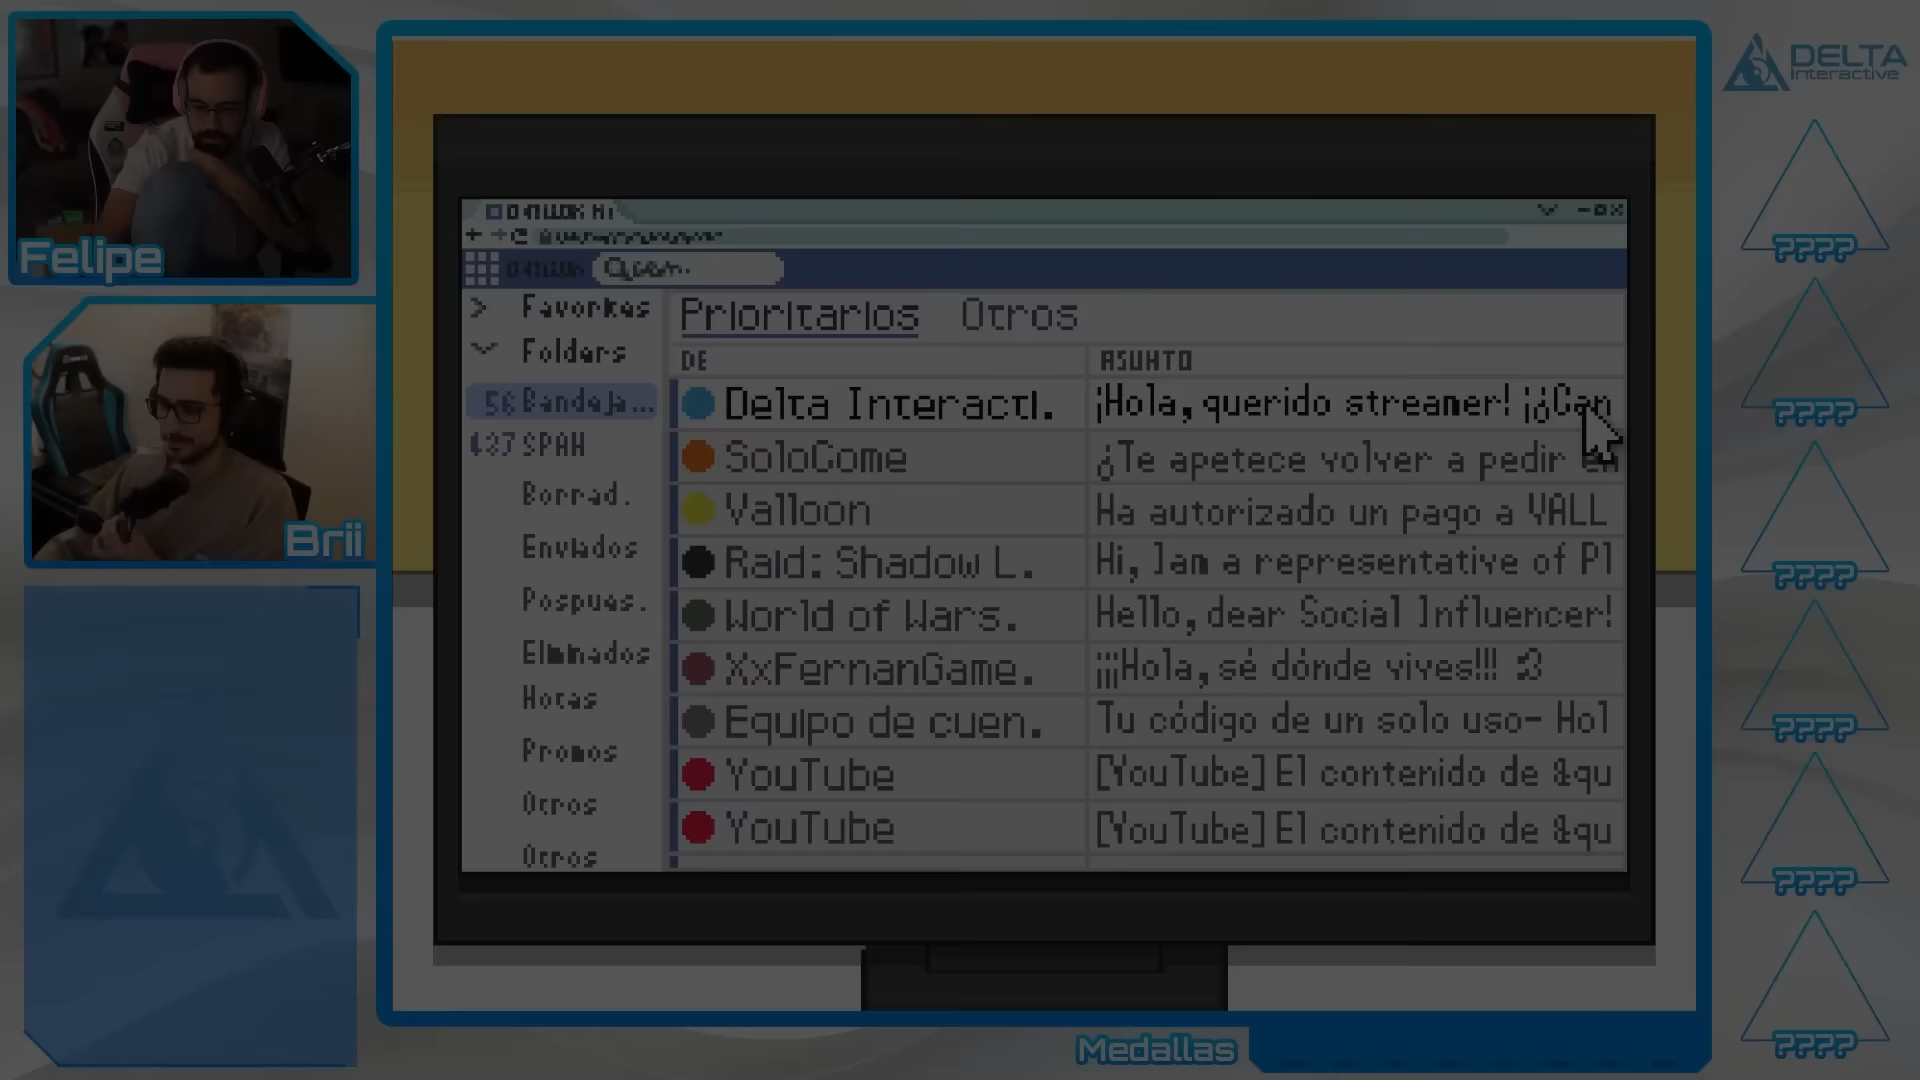 Felipe
Brii
DELTA
Interactive
Favorites
Folders
56 Bandeja...
437 SPAM
Borrad.
Enviados
Pospues.
Eliminados
Notas
Promos
Otros
Otros
Prioritarios Otros
DE ASUNTO
Delta Interacti. ¡Hola, querido streamer! ¡¿Can
SoloCome ¿Te apetece volver a pedir en
Valloon Ha autorizado un pago a VALL
Raid: Shadow L. Hi, I am a representative of Pl
World of Wars. Hello, dear Social Influencer!
XxFernanGame. ¡¡¡Hola, sé dónde vives!!! :3
Equipo de cuen. Tu código de un solo uso- Hol
YouTube [YouTube] El contenido de &qu
YouTube [YouTube] El contenido de &qu
????
????
????
????
????
????
Medallas